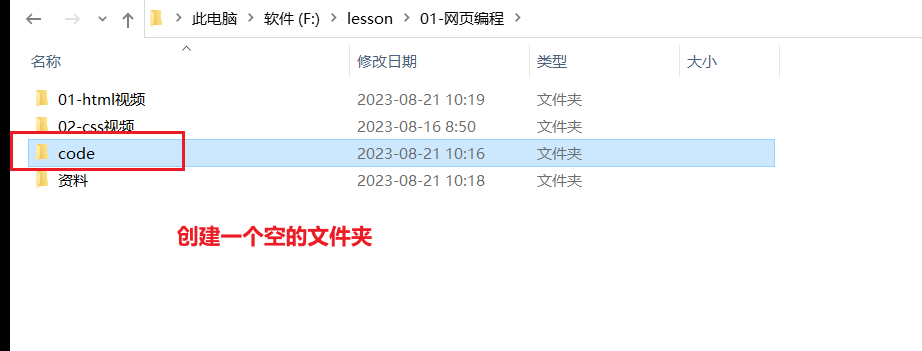 此电脑 > 软件 (F:) > lesson > 01-网页编程 >
名称 修改日期 类型 大小
01-html视频 2023-08-21 10:19 文件夹
02-css视频 2023-08-16 8:50 文件夹
code 2023-08-21 10:16 文件夹
资料 2023-08-21 10:18 文件夹
创建一个空的文件夹